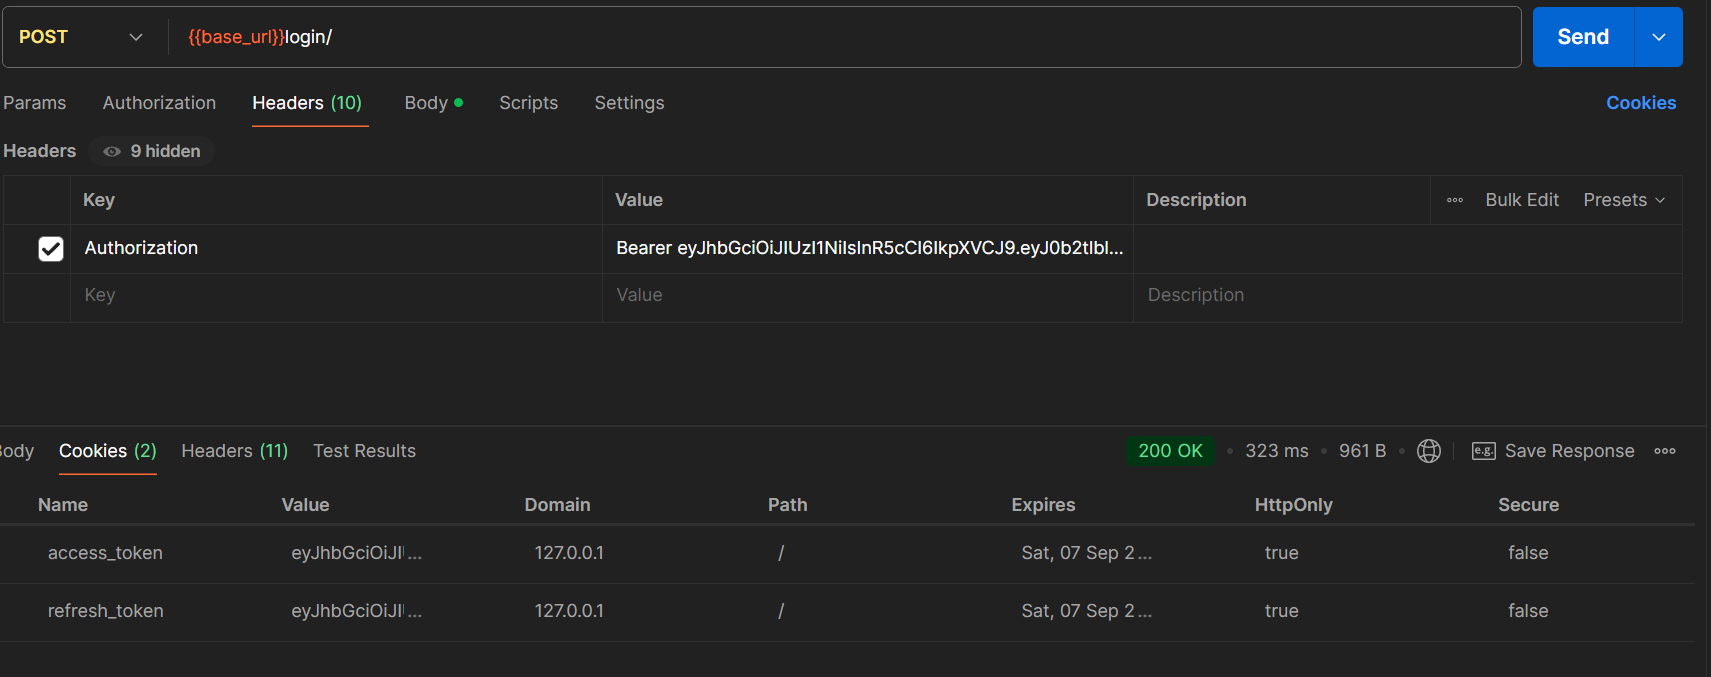 POST {{base_url}}login/ Send
Params Authorization Headers (10) Body Scripts Settings Cookies
Headers 9 hidden
Key Value Description Bulk Edit Presets
Authorization Bearer eyJhbGciOiJIUzI1NiIsInR5cCI6IkpXVCJ9.eyJ0b2tlbl...
Key Value Description
Body Cookies (2) Headers (11) Test Results 200 OK • 323 ms • 961 B • e.g. Save Response
Name Value Domain Path Expires HttpOnly Secure
access_token eyJhbGciOiJI... 127.0.0.1 / Sat, 07 Sep 2... true false
refresh_token eyJhbGciOiJI... 127.0.0.1 / Sat, 07 Sep 2... true false